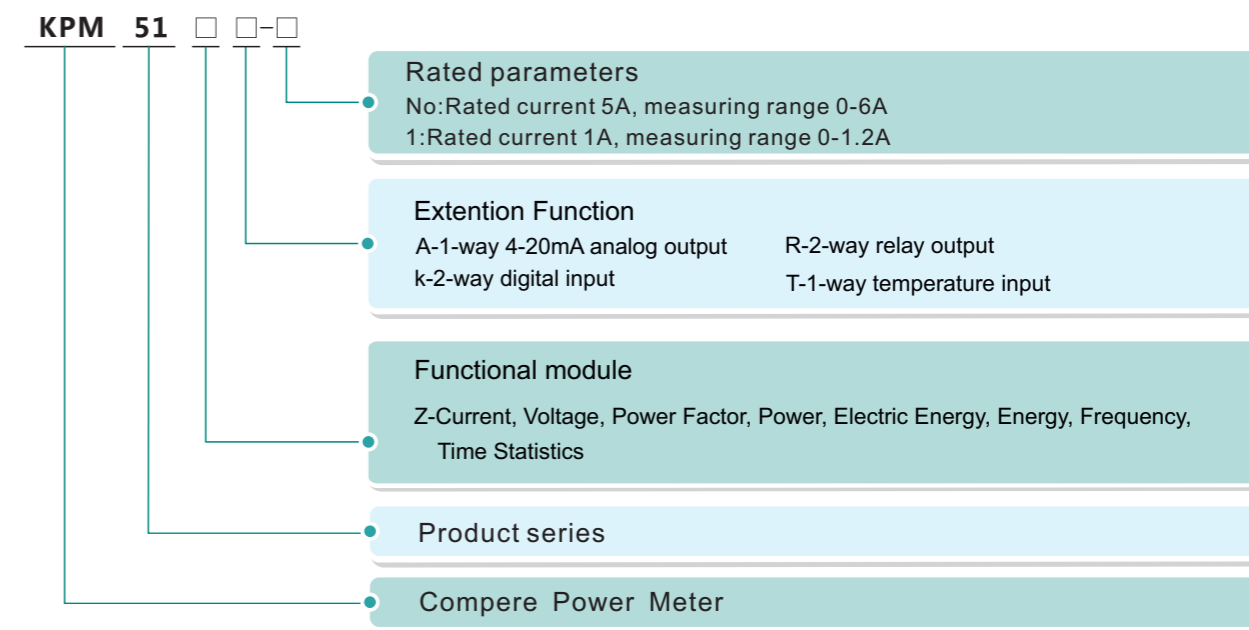 KPM 51 □ □-□
Rated parameters
No:Rated current 5A, measuring range 0-6A
1:Rated current 1A, measuring range 0-1.2A
Extention Function
A-1-way 4-20mA analog output R-2-way relay output
k-2-way digital input T-1-way temperature input
Functional module
Z-Current, Voltage, Power Factor, Power, Electric Energy, Energy, Frequency,
Time Statistics
Product series
Compere Power Meter